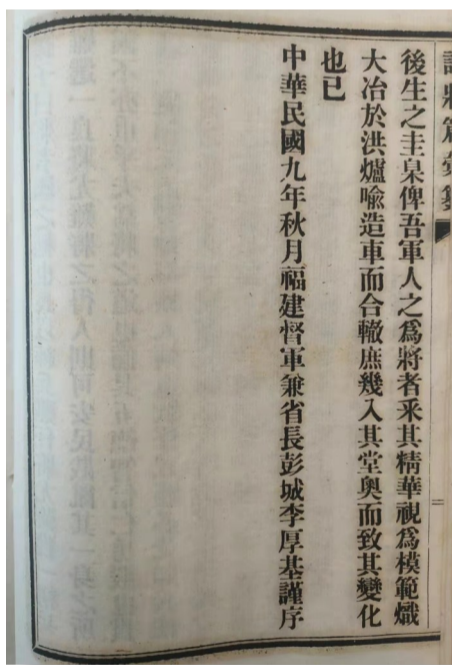 後生之圭臬俾吾軍人之為將者采其精華視為模範熾
大冶於洪爐喻造車而合轍庶幾入其堂奧而致其變化
也已
中華民國九年秋月福建督軍兼省長彭城李厚基謹序